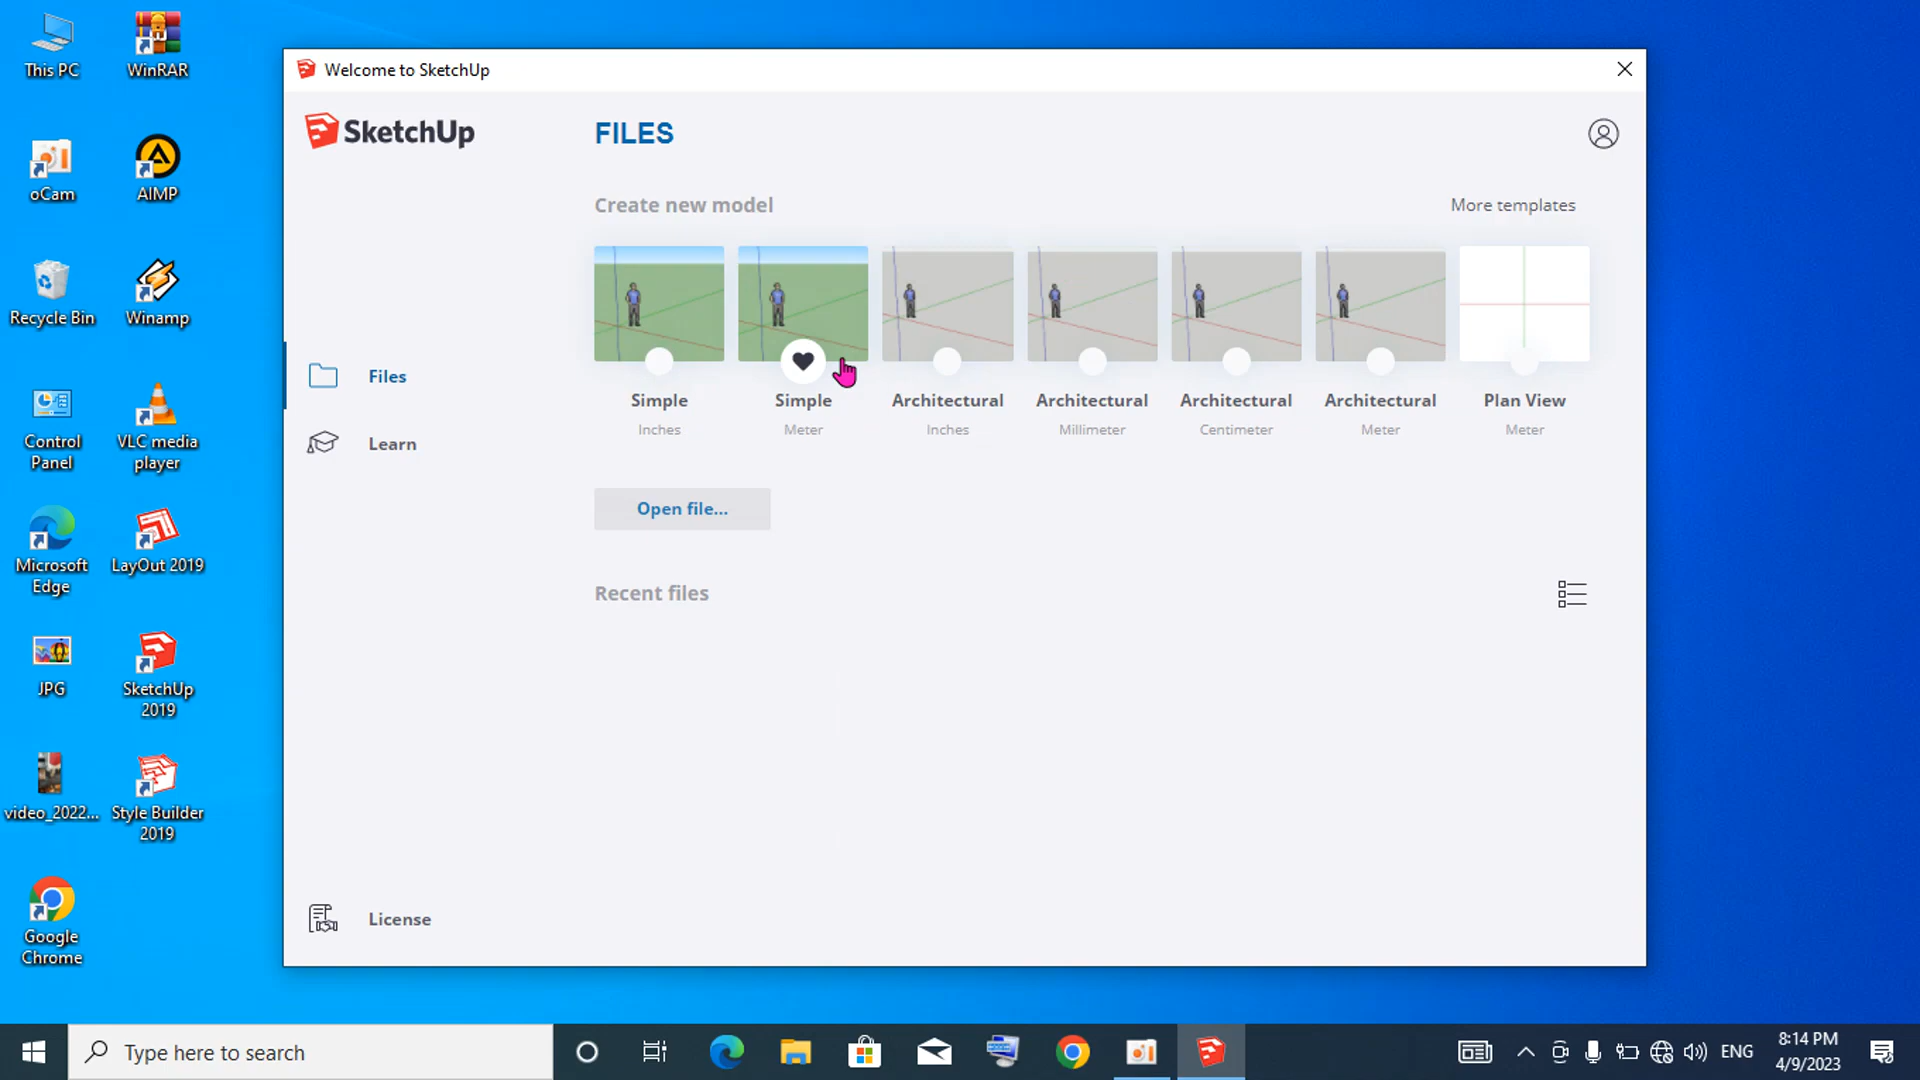 This PC
WinRAR
oCam
AIMP
Recycle Bin
Winamp
Control
Panel
VLC media
player
Microsoft
Edge
LayOut 2019
JPG
SketchUp
2019
video_2022...
Style Builder
2019
Google
Chrome
Welcome to SketchUp
SketchUp
FILES
Create new model
More templates
Simple
Inches
Simple
Meter
Architectural
Inches
Architectural
Millimeter
Architectural
Centimeter
Architectural
Meter
Plan View
Meter
Files
Learn
Open file...
Recent files
License
Type here to search
ENG
8:14 PM
4/9/2023